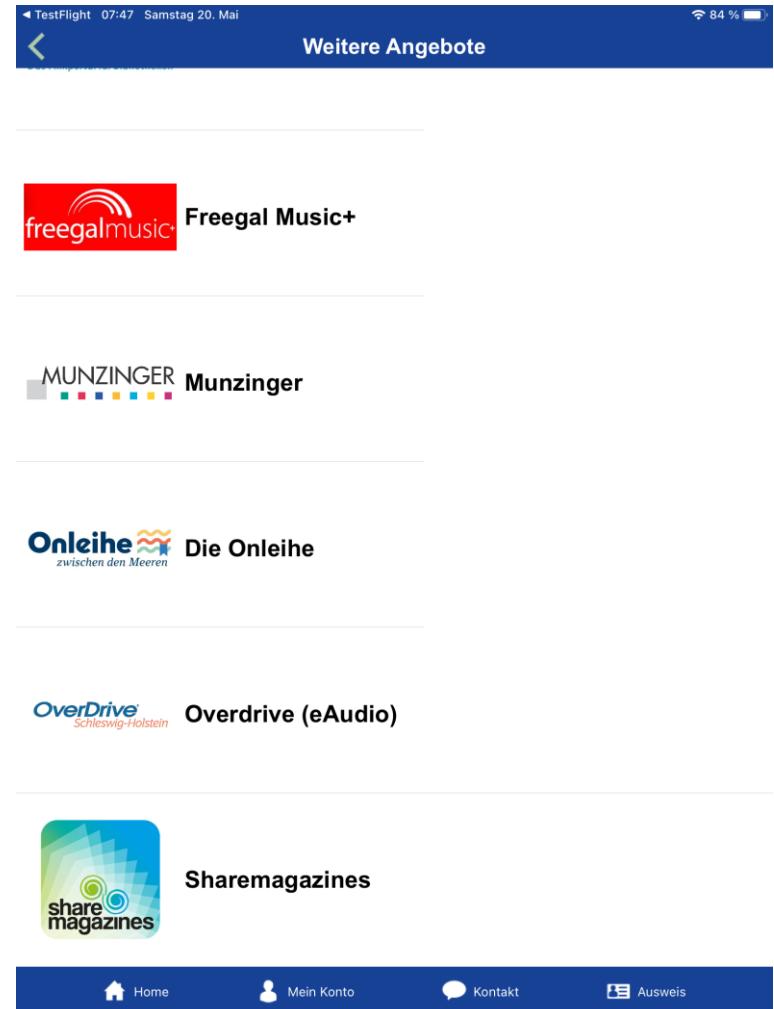 ◄ TestFlight 07:47 Samstag 20. Mai 84 %
Weitere Angebote
freegalmusic+
Freegal Music+
MUNZINGER
Munzinger
Onleihe
zwischen den Meeren
Die Onleihe
OverDrive
Schleswig-Holstein
Overdrive (eAudio)
share
magazines
Sharemagazines
Home Mein Konto Kontakt Ausweis